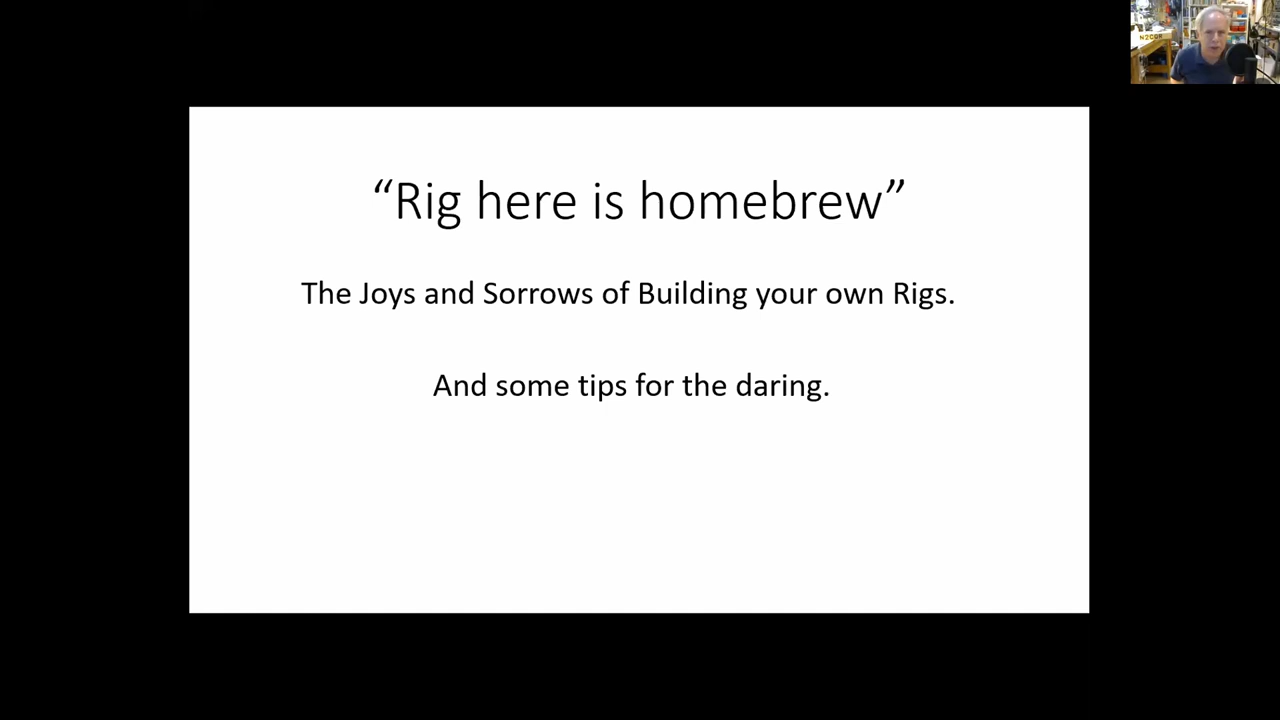 “Rig here is homebrew”
The Joys and Sorrows of Building your own Rigs.
And some tips for the daring.